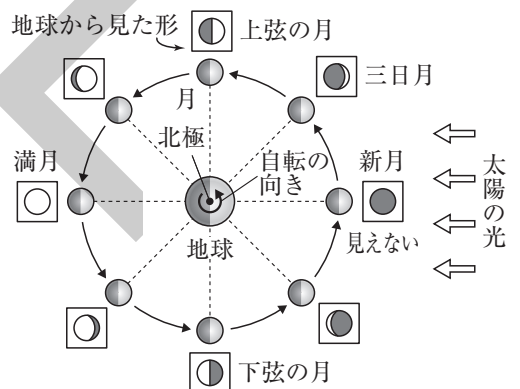 地球から見た形
上弦の月
三日月
月
満月
北極
自転の
向き
新月
太陽の光
地球
見えない
下弦の月